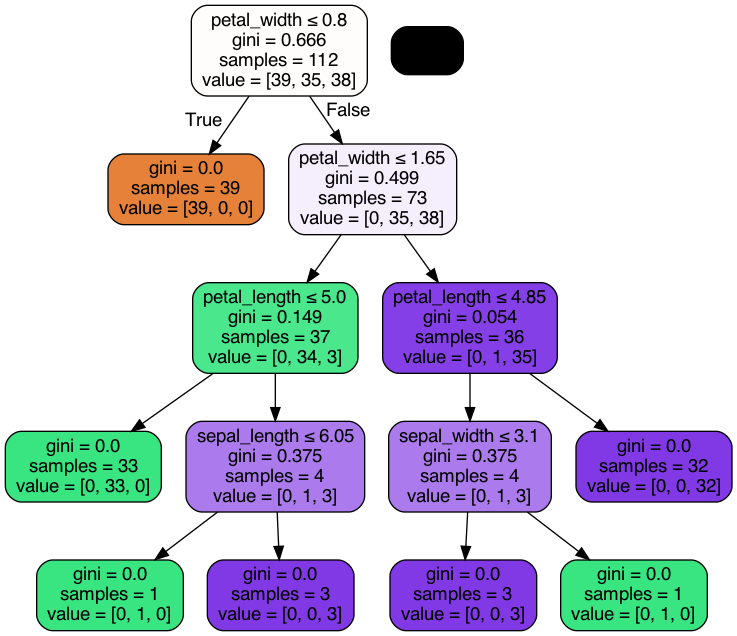 petal_width ≤ 0.8
gini = 0.666
samples = 112
value = [39, 35, 38]
True
False
gini = 0.0
samples = 39
value = [39, 0, 0]
petal_width ≤ 1.65
gini = 0.499
samples = 73
value = [0, 35, 38]
petal_length ≤ 5.0
gini = 0.149
samples = 37
value = [0, 34, 3]
petal_length ≤ 4.85
gini = 0.054
samples = 36
value = [0, 1, 35]
gini = 0.0
samples = 33
value = [0, 33, 0]
sepal_length ≤ 6.05
gini = 0.375
samples = 4
value = [0, 1, 3]
sepal_width ≤ 3.1
gini = 0.375
samples = 4
value = [0, 1, 3]
gini = 0.0
samples = 32
value = [0, 0, 32]
gini = 0.0
samples = 1
value = [0, 1, 0]
gini = 0.0
samples = 3
value = [0, 0, 3]
gini = 0.0
samples = 3
value = [0, 0, 3]
gini = 0.0
samples = 1
value = [0, 1, 0]